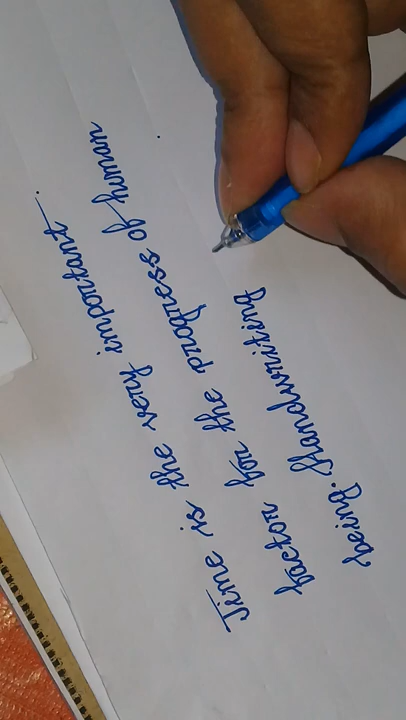 Time is the very important
factor for the progress of human
being. Handwriting